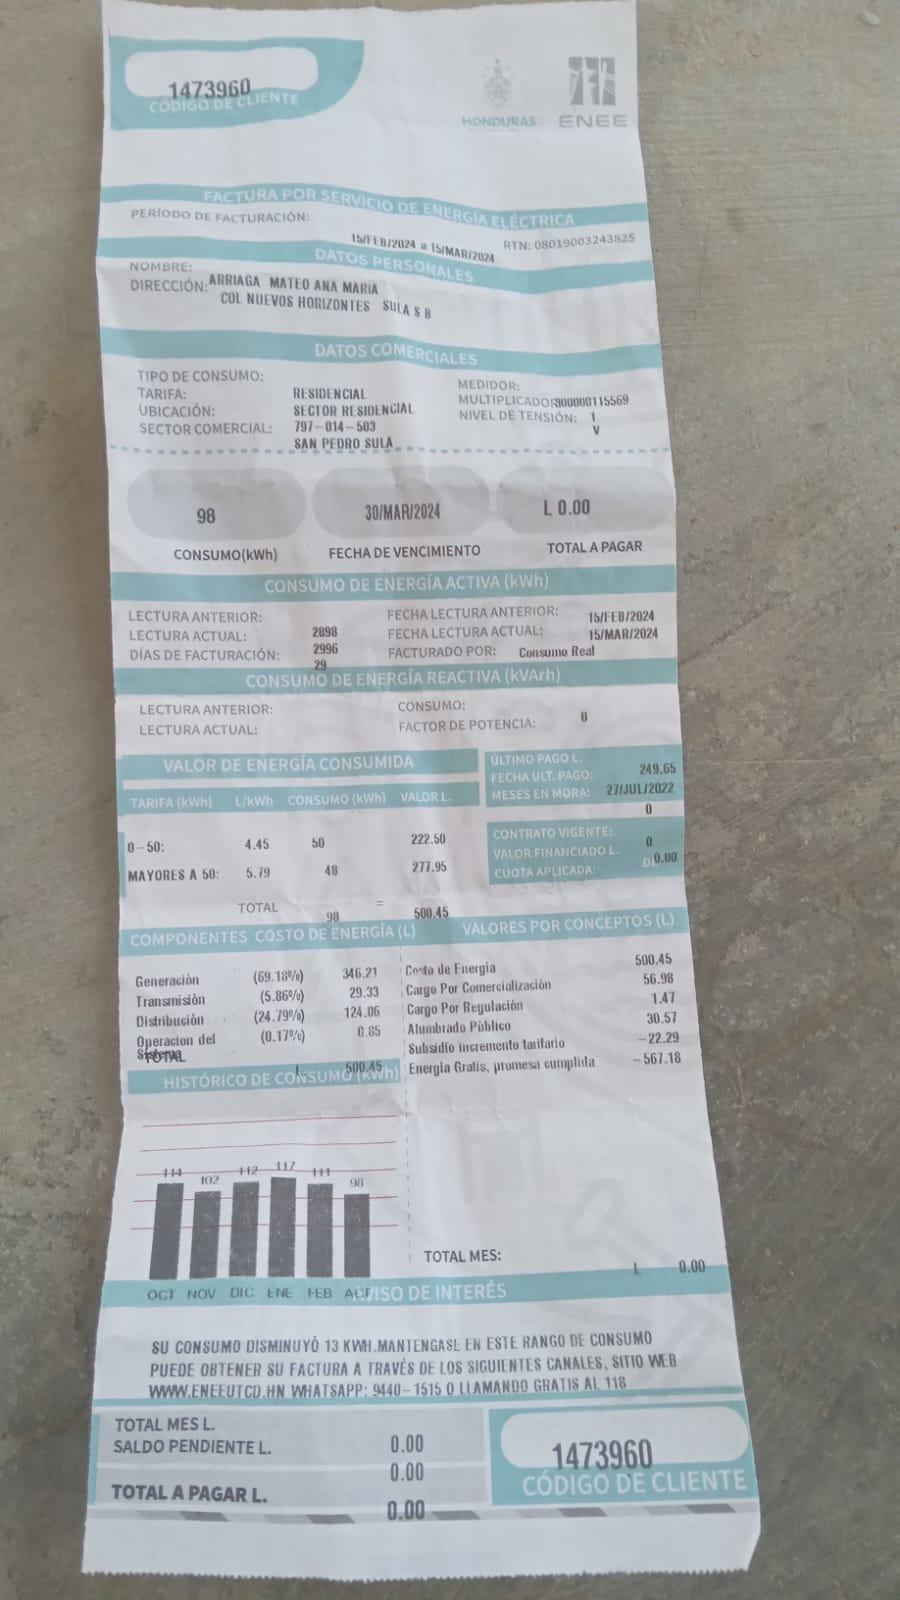 1473960
CÓDIGO DE CLIENTE
HONDURAS ENEE
FACTURA POR SERVICIO DE ENERGÍA ELÉCTRICA
PERÍODO DE FACTURACIÓN:
15/FEB/2024 a 15/MAR/2024 RTN: 08019003243825
DATOS PERSONALES
NOMBRE:
DIRECCIÓN: ARRIAGA MATEO ANA MARIA
COL NUEVOS HORIZONTES SULA S B
DATOS COMERCIALES
TIPO DE CONSUMO: MEDIDOR:
TARIFA: RESIDENCIAL MULTIPLICADOR
UBICACIÓN: SECTOR RESIDENCIAL NIVEL DE TENSIÓN: 1
SECTOR COMERCIAL: 797-014-503 V
SAN PEDRO SULA
98 30/MAR/2024 L 0.00
CONSUMO(kWh) FECHA DE VENCIMIENTO TOTAL A PAGAR
CONSUMO DE ENERGÍA ACTIVA (kWh)
LECTURA ANTERIOR: FECHA LECTURA ANTERIOR: 15/FEB/2024
LECTURA ACTUAL: 2898 FECHA LECTURA ACTUAL: 15/MAR/2024
DÍAS DE FACTURACIÓN: 2996 FACTURADO POR: Consumo Real
29
CONSUMO DE ENERGÍA REACTIVA (kVArh)
LECTURA ANTERIOR: CONSUMO:
LECTURA ACTUAL: FACTOR DE POTENCIA: 0
VALOR DE ENERGÍA CONSUMIDA
TARIFA (kWh) L/kWh CONSUMO (kWh) VALOR L.
0-50: 4.45 50 222.50
MAYORES A 50: 5.79 48 277.95
TOTAL 98 = 500.45
ÚLTIMO PAGO L. 249.65
FECHA ULT. PAGO: 27/JUL/2022
MESES EN MORA: 0
CONTRATO VIGENTE: 0
VALOR FINANCIADO L. 0.00
CUOTA APLICADA:
COMPONENTES COSTO DE ENERGÍA (L)
Generación (69.18%) 346.21
Transmisión (5.86%) 29.33
Distribución (24.79%) 124.06
Operacion del (0.17%) 0.85
Sistema
TOTAL L 500.45
VALORES POR CONCEPTOS (L)
Costo de Energia 500.45
Cargo Por Comercialización 56.98
Cargo Por Regulación 1.47
Alumbrado Público 30.57
Subsidio incremento tarifario -22.29
Energia Gratis, promesa cumplida -567.18
HISTÓRICO DE CONSUMO (kWh)
114 102 112 117 111 98
OCT NOV DIC ENE FEB ACT
TOTAL MES: L 0.00
AVISO DE INTERÉS
SU CONSUMO DISMINUYÓ 13 KWH.MANTENGASE EN ESTE RANGO DE CONSUMO
PUEDE OBTENER SU FACTURA A TRAVÉS DE LOS SIGUIENTES CANALES, SITIO WEB
WWW.ENEEUTCD.HN WHATSAPP: 9440-1515 O LLAMANDO GRATIS AL 118
TOTAL MES L. 0.00
SALDO PENDIENTE L. 0.00
TOTAL A PAGAR L. 0.00
1473960
CÓDIGO DE CLIENTE